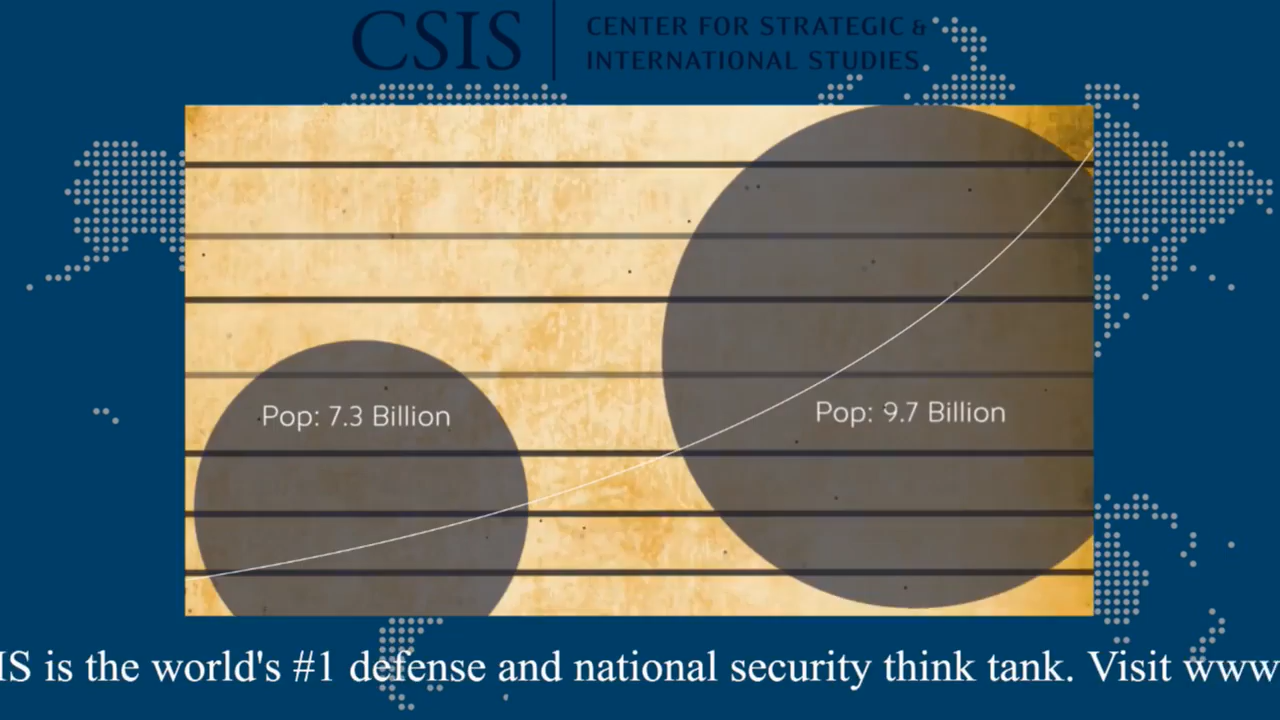 CSIS
CENTER FOR STRATEGIC &
INTERNATIONAL STUDIES
Pop: 7.3 Billion
Pop: 9.7 Billion
IS is the world's #1 defense and national security think tank. Visit www